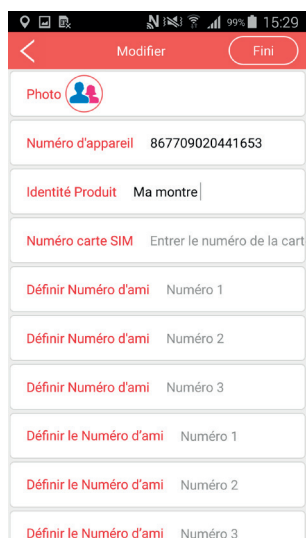 99% 15:29
Modifier Fini
Photo
Numéro d'appareil 867709020441653
Identité Produit Ma montre
Numéro carte SIM Entrer le numéro de la cart
Définir Numéro d'ami Numéro 1
Définir Numéro d'ami Numéro 2
Définir Numéro d'ami Numéro 3
Définir le Numéro d'ami Numéro 1
Définir le Numéro d'ami Numéro 2
Définir le Numéro d'ami Numéro 3